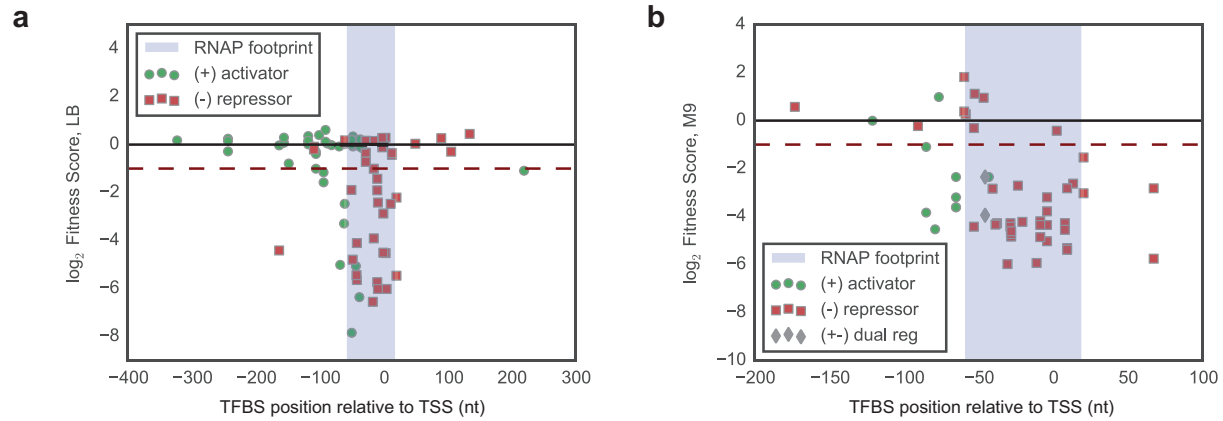 a
log2 Fitness Score, LB
4
2
0
−2
−4
−6
−8
RNAP footprint
(+) activator
(-) repressor
−400 −300 −200 −100 0 100 200 300
TFBS position relative to TSS (nt)
b
log2 Fitness Score, M9
4
2
0
−2
−4
−6
−8
−10
RNAP footprint
(+) activator
(-) repressor
(+-) dual reg
−200 −150 −100 −50 0 50 100
TFBS position relative to TSS (nt)